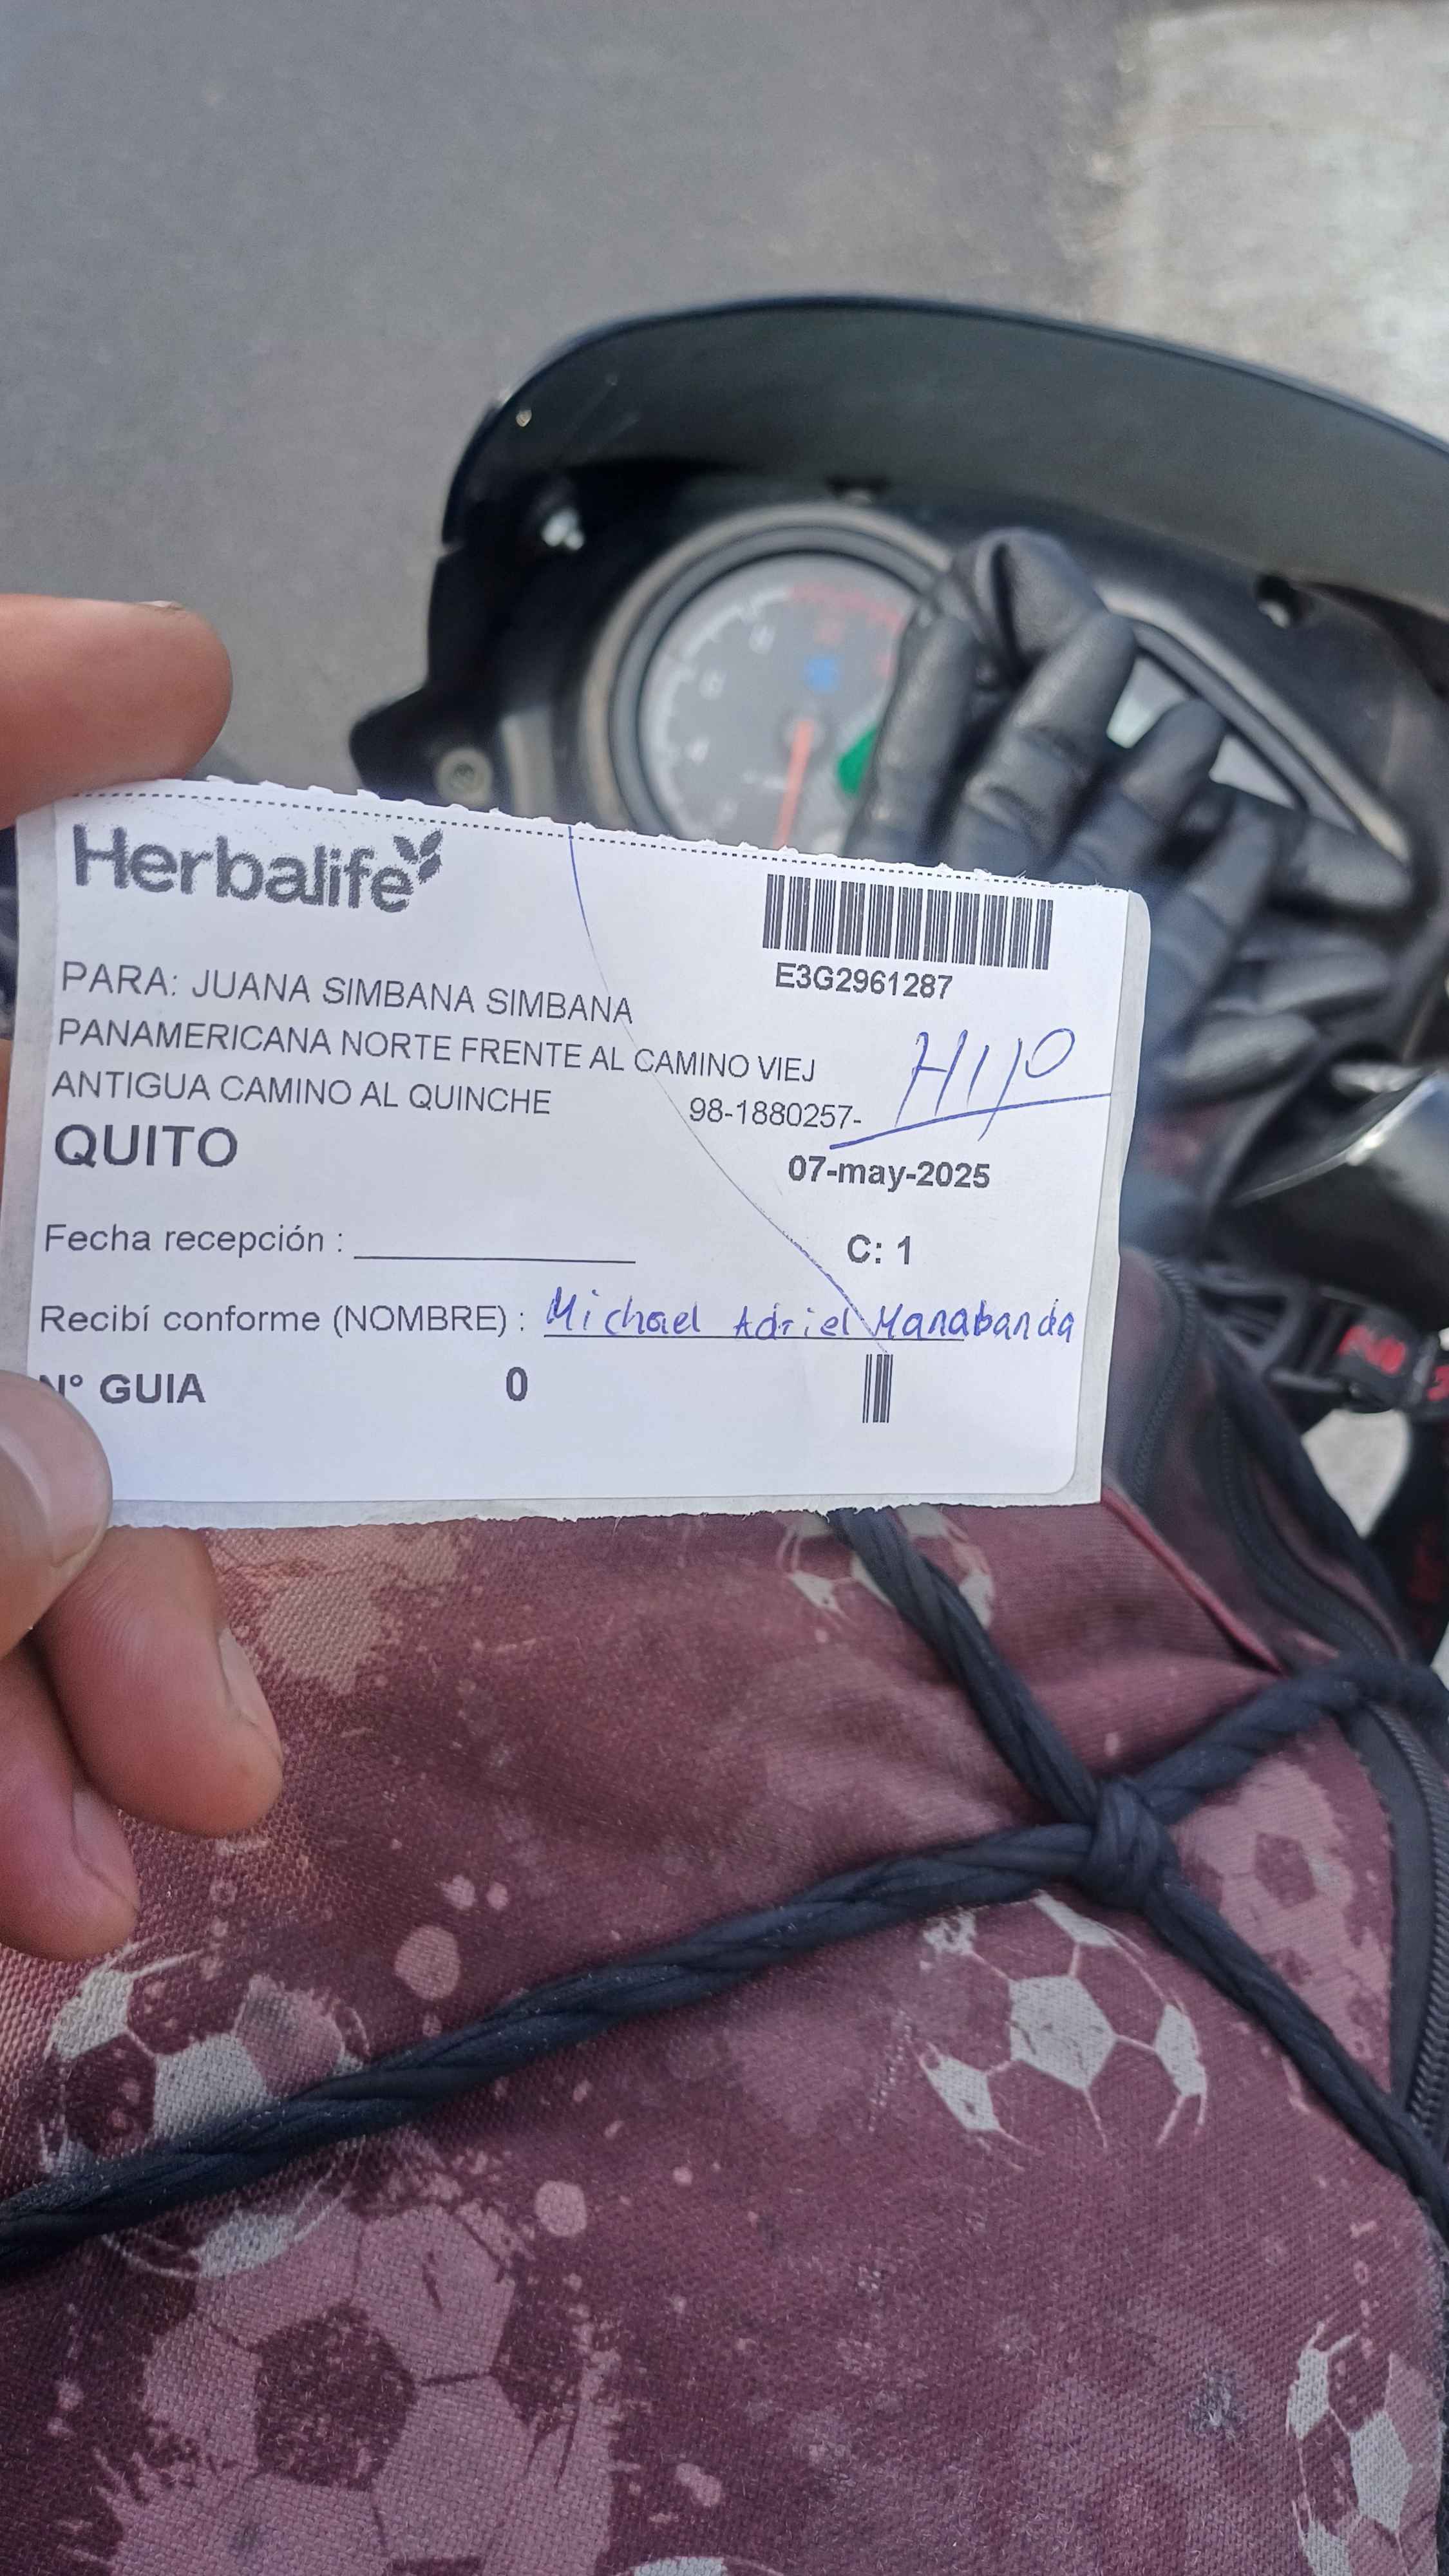 Herbalife
E3G2961287
PARA: JUANA SIMBANA SIMBANA
PANAMERICANA NORTE FRENTE AL CAMINO VIEJ
HIJO
ANTIGUA CAMINO AL QUINCHE 98-1880257-
QUITO
07-may-2025
Fecha recepción : C: 1
Recibí conforme (NOMBRE) : Michael Adriel Manabanda
N° GUIA 0